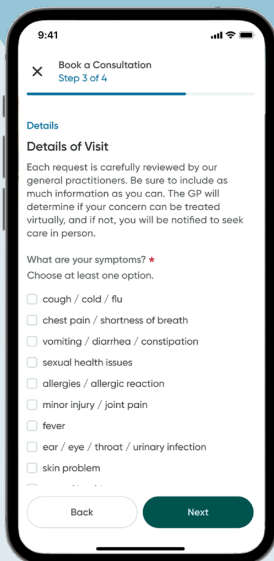 9:41
Book a Consultation
Step 3 of 4
Details
Details of Visit
Each request is carefully reviewed by our
general practitioners. Be sure to include as
much information as you can. The GP will
determine if your concern can be treated
virtually, and if not, you will be notified to seek
care in person.
What are your symptoms? *
Choose at least one option.
cough / cold / flu
chest pain / shortness of breath
vomiting / diarrhea / constipation
sexual health issues
allergies / allergic reaction
minor injury / joint pain
fever
ear / eye / throat / urinary infection
skin problem
Back
Next